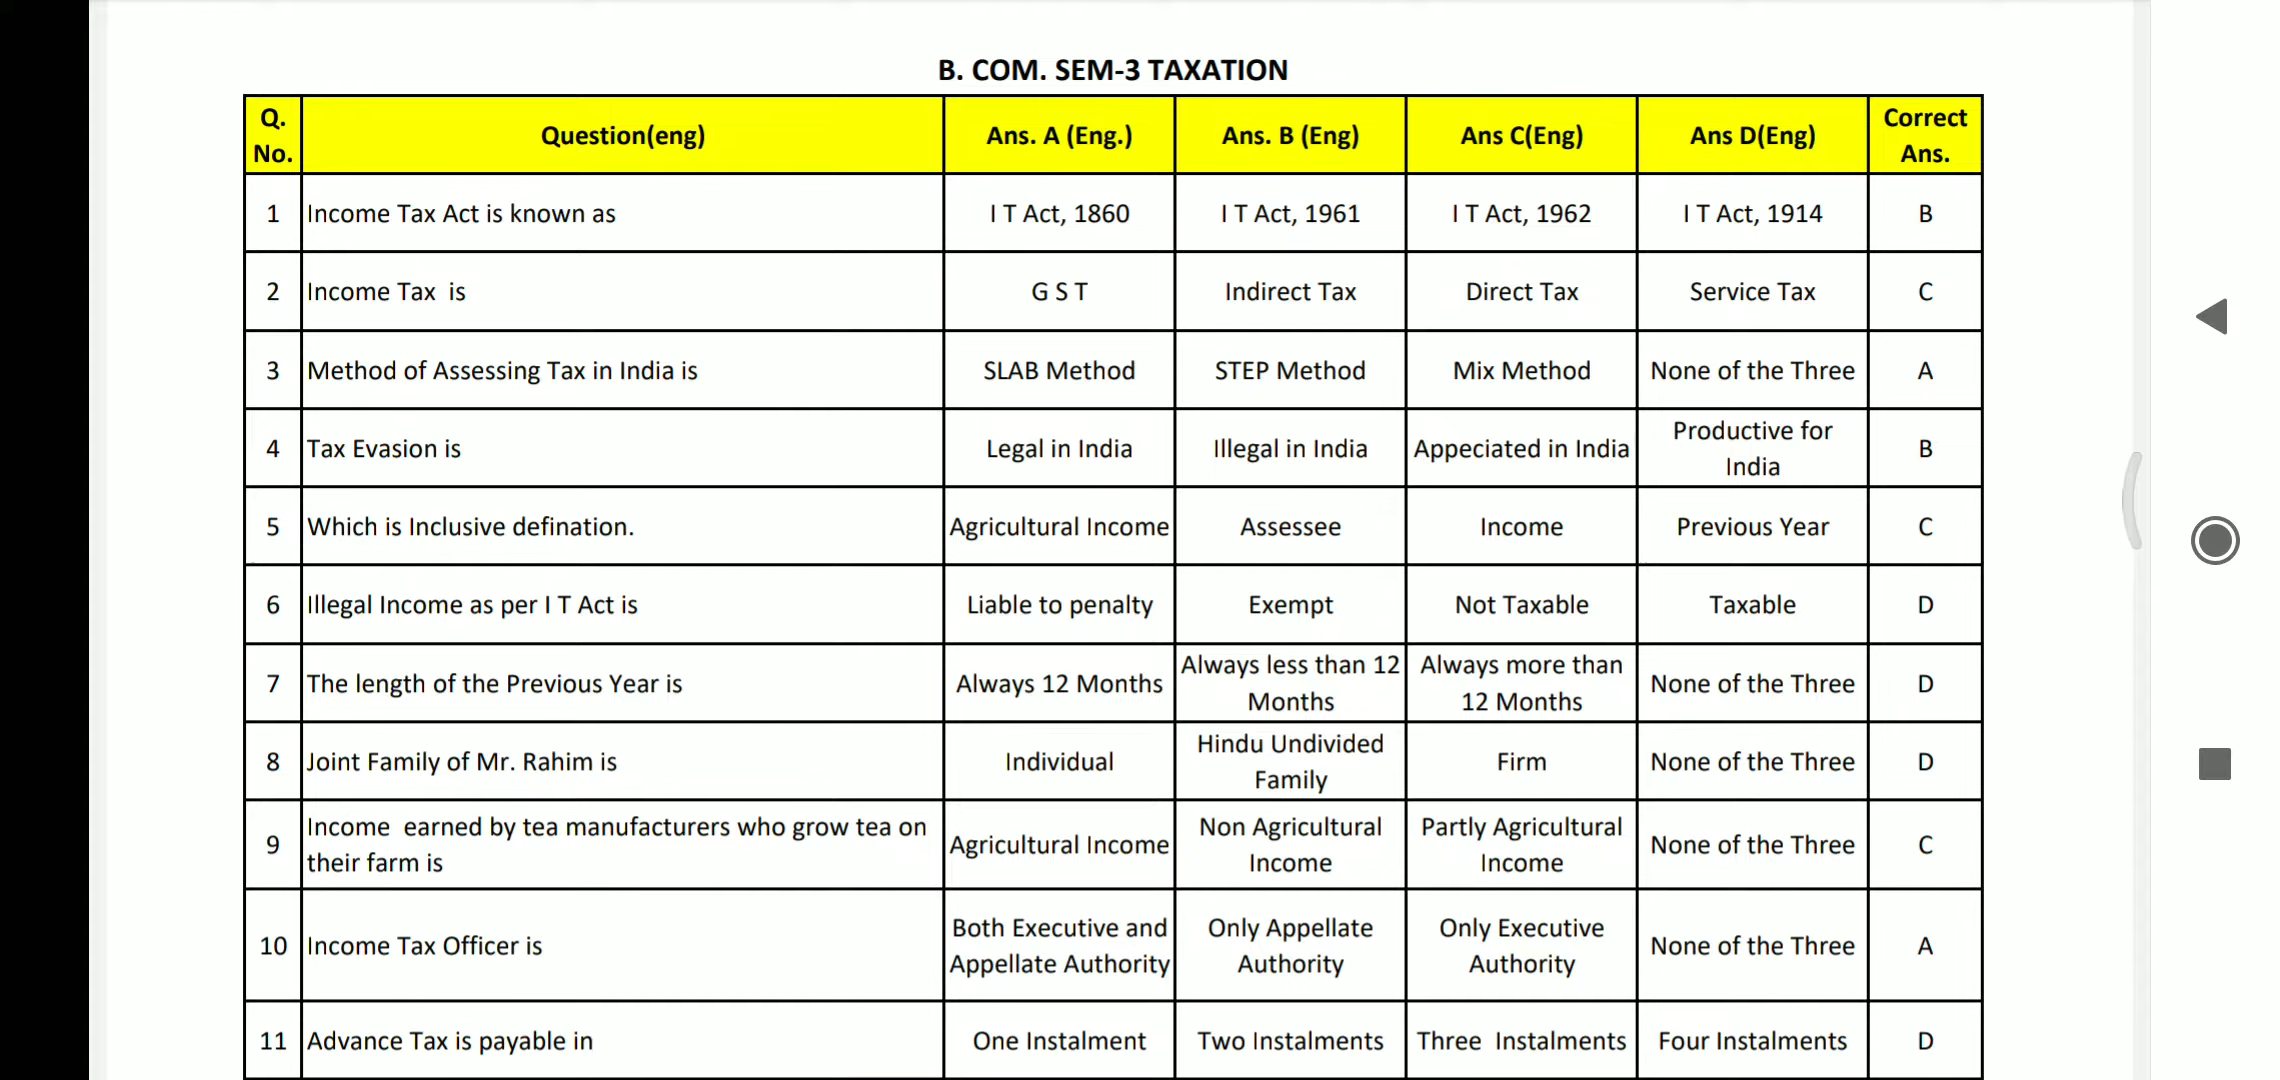 B. COM. SEM-3 TAXATION
Q. No. Question(eng) Ans. A (Eng.) Ans. B (Eng) Ans C(Eng) Ans D(Eng) Correct Ans.
1 Income Tax Act is known as I T Act, 1860 I T Act, 1961 I T Act, 1962 I T Act, 1914 B
2 Income Tax is G S T Indirect Tax Direct Tax Service Tax C
3 Method of Assessing Tax in India is SLAB Method STEP Method Mix Method None of the Three A
4 Tax Evasion is Legal in India Illegal in India Appeciated in India Productive for India B
5 Which is Inclusive defination. Agricultural Income Assessee Income Previous Year C
6 Illegal Income as per I T Act is Liable to penalty Exempt Not Taxable Taxable D
7 The length of the Previous Year is Always 12 Months Always less than 12 Months Always more than 12 Months None of the Three D
8 Joint Family of Mr. Rahim is Individual Hindu Undivided Family Firm None of the Three D
9 Income earned by tea manufacturers who grow tea on their farm is Agricultural Income Non Agricultural Income Partly Agricultural Income None of the Three C
10 Income Tax Officer is Both Executive and Appellate Authority Only Appellate Authority Only Executive Authority None of the Three A
11 Advance Tax is payable in One Instalment Two Instalments Three Instalments Four Instalments D